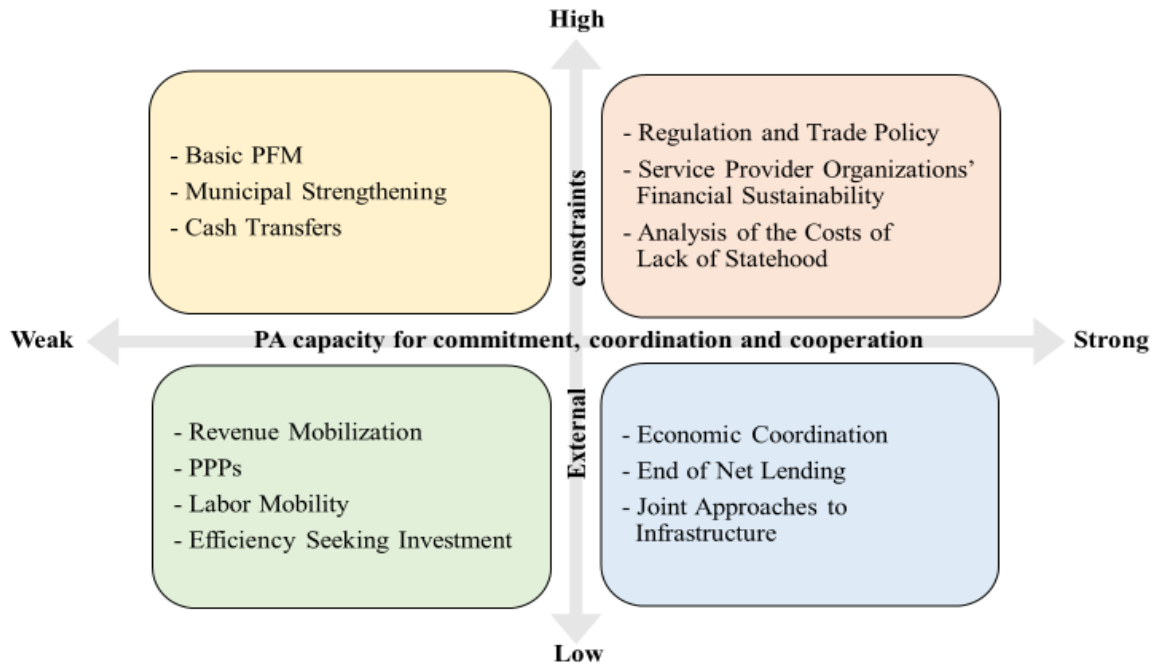 High
- Basic PFM
- Municipal Strengthening
- Cash Transfers
- Regulation and Trade Policy
- Service Provider Organizations’
Financial Sustainability
- Analysis of the Costs of
Lack of Statehood
Weak
PA capacity for commitment, coordination and cooperation
Strong
External constraints
- Revenue Mobilization
- PPPs
- Labor Mobility
- Efficiency Seeking Investment
- Economic Coordination
- End of Net Lending
- Joint Approaches to
Infrastructure
Low